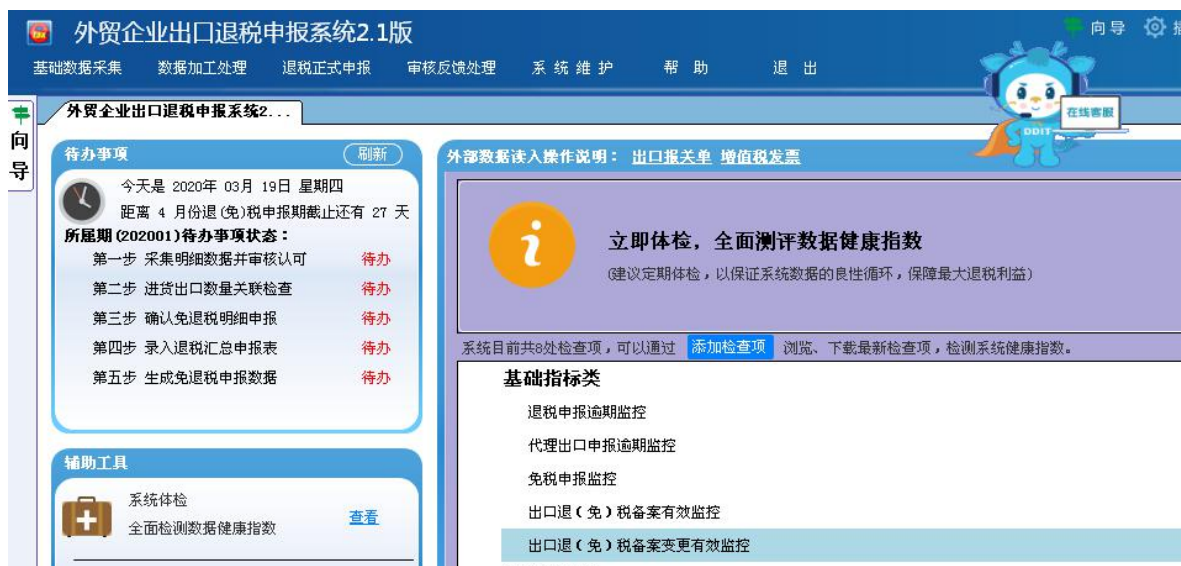 外贸企业出口退税申报系统2.1版
向导
基础数据采集 数据加工处理 退税正式申报 审核反馈处理 系统维护 帮助 退出
在线客服
DDIT
向导
外贸企业出口退税申报系统2...
待办事项 刷新
今天是 2020年 03月 19日 星期四
距离 4 月份退(免)税申报期截止还有 27 天
所属期(202001)待办事项状态：
第一步 采集明细数据并审核认可 待办
第二步 进货出口数量关联检查 待办
第三步 确认免退税明细申报 待办
第四步 录入退税汇总申报表 待办
第五步 生成免退税申报数据 待办
辅助工具
系统体检
全面检测数据健康指数 查看
外部数据读入操作说明： 出口报关单 增值税发票
立即体检，全面测评数据健康指数
(建议定期体检，以保证系统数据的良性循环，保障最大退税利益)
系统目前共8处检查项，可以通过 添加检查项 浏览、下载最新检查项，检测系统健康指数。
基础指标类
退税申报逾期监控
代理出口申报逾期监控
免税申报监控
出口退(免)税备案有效监控
出口退(免)税备案变更有效监控